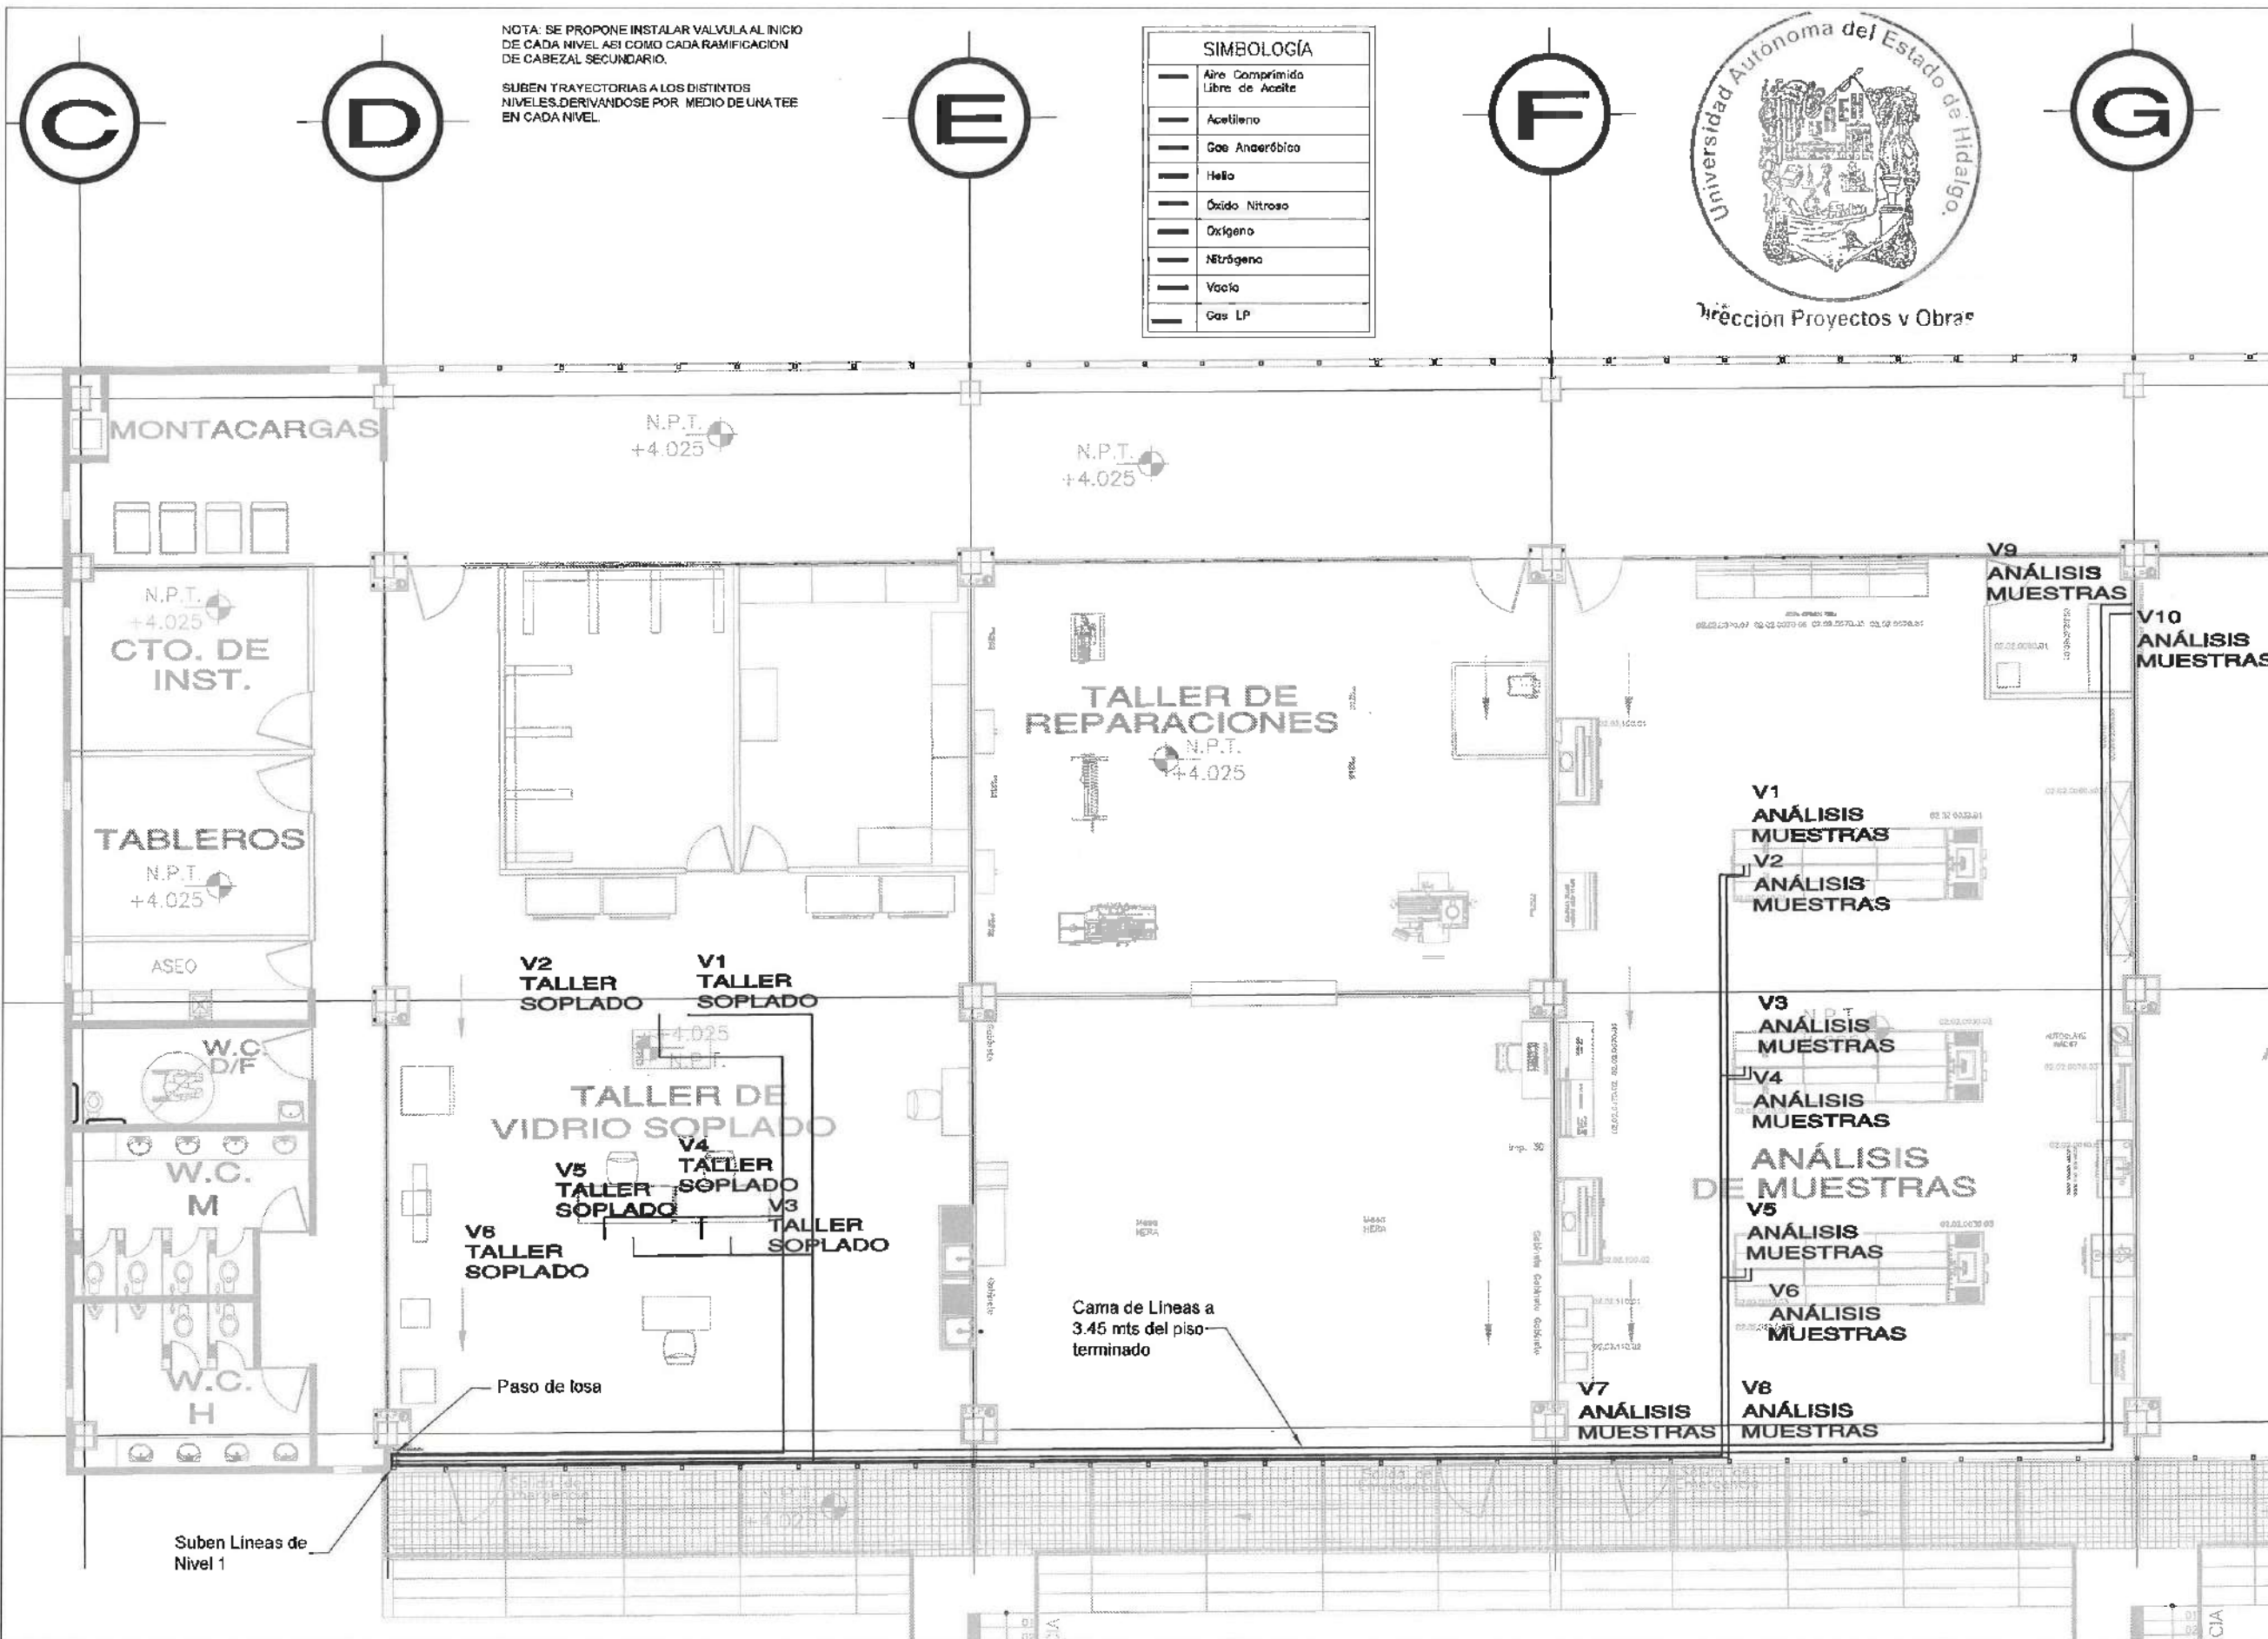 NOTA: SE PROPONE INSTALAR VALVULA AL INICIO
DE CADA NIVEL ASI COMO CADA RAMIFICACION
DE CABEZAL SECUNDARIO.
SUBEN TRAYECTORIAS A LOS DISTINTOS
NIVELES.DERIVANDOSE POR MEDIO DE UNA TEE
EN CADA NIVEL.
C
D
E
F
G
SIMBOLOGÍA
Aire Comprimido
Libre de Aceite
Acetileno
Gas Anaeróbico
Helio
Óxido Nitroso
Oxígeno
Nitrógeno
Vacío
Gas LP
Universidad Autónoma del Estado de Hidalgo.
Dirección Proyectos y Obras
MONTACARGAS
N.P.T.
+4.025
N.P.T.
+4.025
N.P.T.
+4.025
CTO. DE
INST.
TABLEROS
N.P.T.
+4.025
ASEO
W.C.
D/F
W.C.
M
W.C.
H
TALLER DE
REPARACIONES
N.P.T.
+4.025
V9
ANÁLISIS
MUESTRAS
V10
ANÁLISIS
MUESTRAS
V1
ANÁLISIS
MUESTRAS
V2
ANÁLISIS
MUESTRAS
V2
TALLER
SOPLADO
V1
TALLER
SOPLADO
+4.025
N.P.T.
TALLER DE
VIDRIO SOPLADO
V4
TALLER
SOPLADO
V5
TALLER
SOPLADO
V3
TALLER
SOPLADO
V6
TALLER
SOPLADO
V3
ANÁLISIS
MUESTRAS
N.P.T.
V4
ANÁLISIS
MUESTRAS
ANÁLISIS
DE MUESTRAS
V5
ANÁLISIS
MUESTRAS
V6
ANÁLISIS
MUESTRAS
Gabinete Gabinete Gabinete
Cama de Lineas a
3.45 mts del piso
terminado
Paso de losa
V7
ANÁLISIS
MUESTRAS
V8
ANÁLISIS
MUESTRAS
Suben Lineas de
Nivel 1